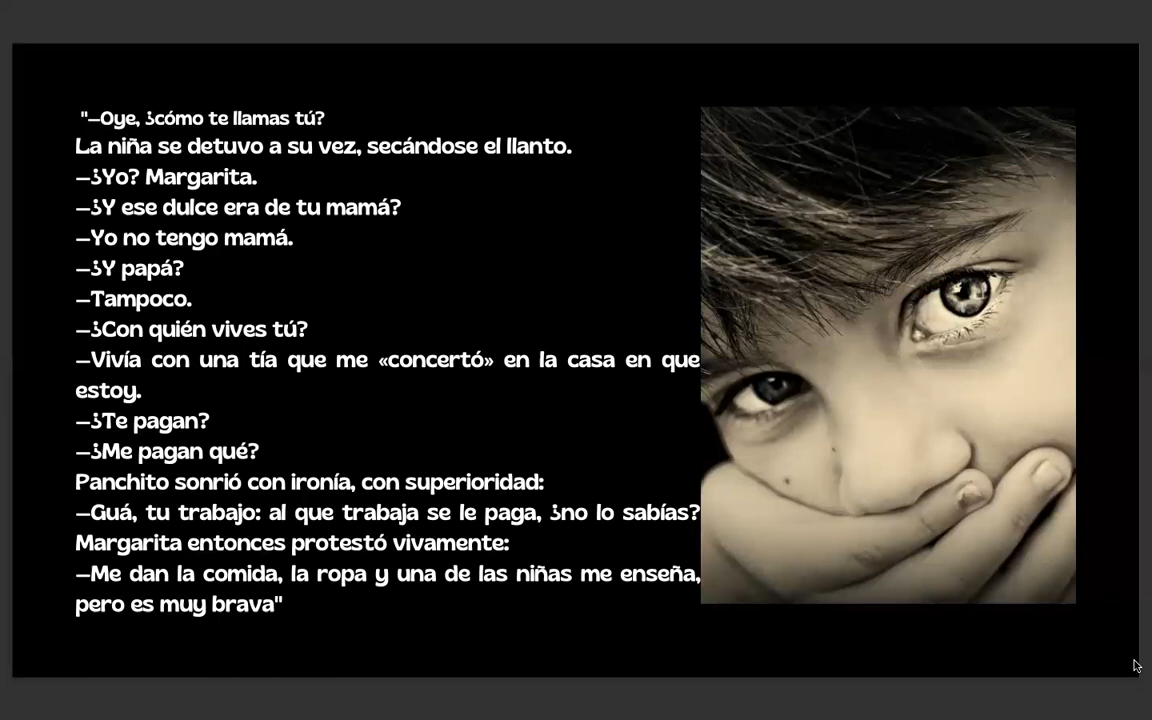 "—Oye, ¿cómo te llamas tú?
La niña se detuvo a su vez, secándose el llanto.
—¿Yo? Margarita.
—¿Y ese dulce era de tu mamá?
—Yo no tengo mamá.
—¿Y papá?
—Tampoco.
—¿Con quién vives tú?
—Vivía con una tía que me «concertó» en la casa en que
estoy.
—¿Te pagan?
—¿Me pagan qué?
Panchito sonrió con ironía, con superioridad:
—Guá, tu trabajo: al que trabaja se le paga, ¿no lo sabías?
Margarita entonces protestó vivamente:
—Me dan la comida, la ropa y una de las niñas me enseña,
pero es muy brava"